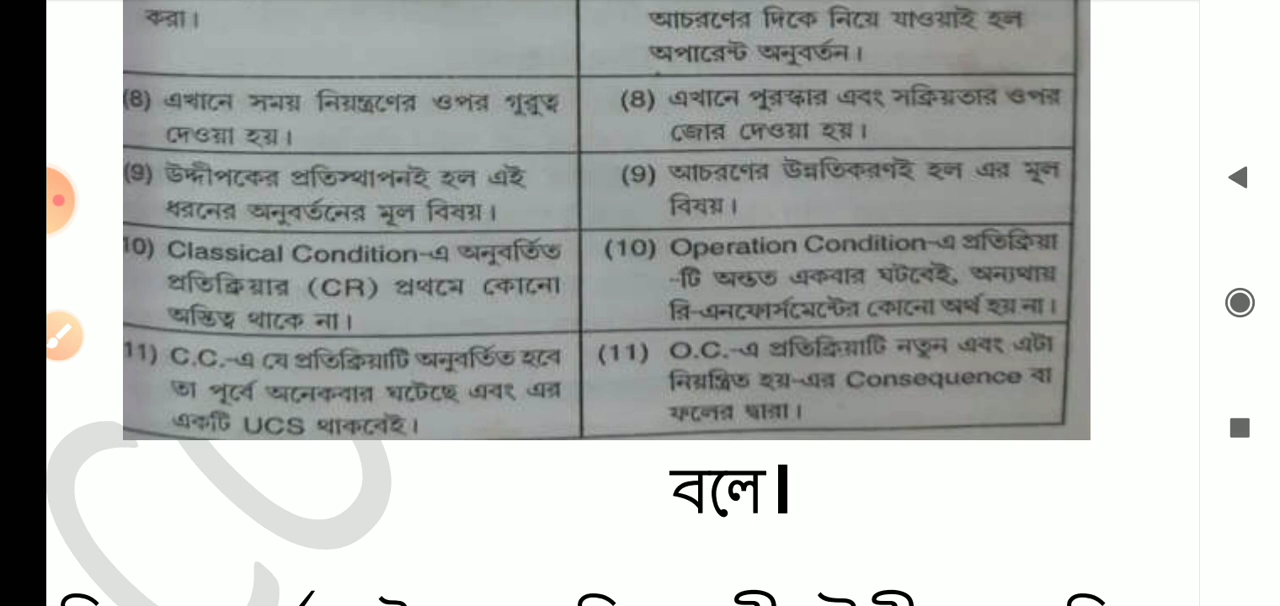 করা।
আচরণের দিকে নিয়ে যাওয়াই হল
অপারেন্ট অনুবর্তন।
(8) এখানে সময় নিয়ন্ত্রণের ওপর গুরুত্ব
দেওয়া হয়।
(8) এখানে পুরস্কার এবং সক্রিয়তার ওপর
জোর দেওয়া হয়।
(9) উদ্দীপকের প্রতিস্থাপনই হল এই
ধরনের অনুবর্তনের মূল বিষয়।
(9) আচরণের উন্নতিকরণই হল এর মূল
বিষয়।
10) Classical Condition-এ অনুবর্তিত
প্রতিক্রিয়ার (CR) প্রথমে কোনো
অস্তিত্ব থাকে না।
(10) Operation Condition-এ প্রতিক্রিয়া
-টি অন্তত একবার ঘটবেই, অন্যথায়
রি-এনফোর্সমেন্টের কোনো অর্থ হয় না।
11) C.C.-এ যে প্রতিক্রিয়াটি অনুবর্তিত হবে
তা পূর্বে অনেকবার ঘটেছে এবং এর
একটি UCS থাকবেই।
(11) O.C.-এ প্রতিক্রিয়াটি নতুন এবং এটা
নিয়ন্ত্রিত হয়-এর Consequence বা
ফলের দ্বারা।
বলে।